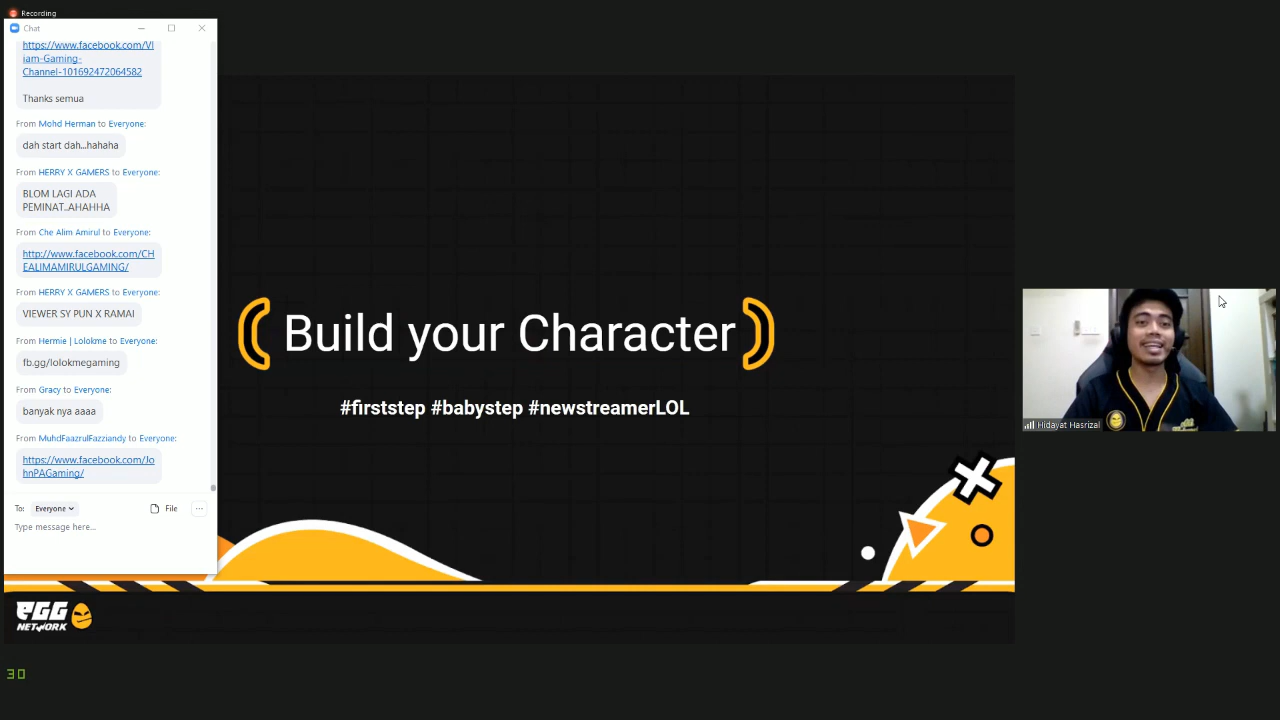 Recording
Chat
https://www.facebook.com/VI
iam-Gaming-
Channel-101692472064582
Thanks semua
From Mohd Herman to Everyone:
dah start dah...hahaha
From HERRY X GAMERS to Everyone:
BLOM LAGI ADA
PEMINAT..AHAHHA
From Che Alim Amirul to Everyone:
http://www.facebook.com/CH
EALIMAMIRULGAMING/
From HERRY X GAMERS to Everyone:
VIEWER SY PUN X RAMAI
From Hermie | Lolokme to Everyone:
fb.gg/lolokmegaming
From Gracy to Everyone:
banyak nya aaaa
From MuhdFaazrulFazziandy to Everyone:
https://www.facebook.com/Jo
hnPAGaming/
To: Everyone File ...
Type message here...
Build your Character
#firststep #babystep #newstreamerLOL
EGG
NETWORK
Hidayat Hasrizal
30